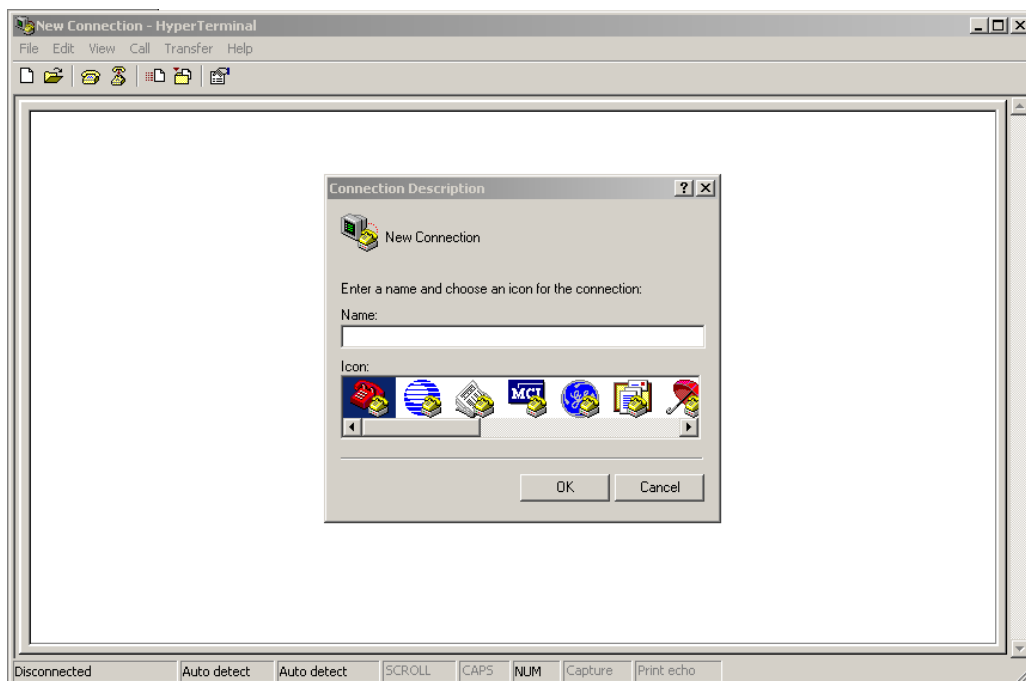 New Connection - HyperTerminal
File Edit View Call Transfer Help
Connection Description
New Connection
Enter a name and choose an icon for the connection:
Name:
Icon:
MCI
OK Cancel
Disconnected Auto detect Auto detect SCROLL CAPS NUM Capture Print echo